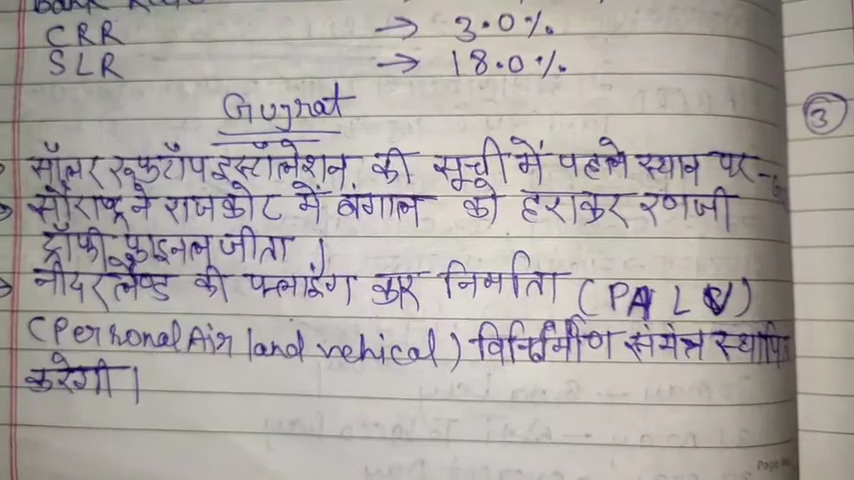 CRR → 3.0%.
SLR → 18.0%.
Gujrat
③
सॉलर रूफटॉप इंस्टॉलेशन की सूची में पहले स्थान पर -
सौराष्ट्र ने राजकोट में बंगाल को हराकर रणजी
ट्रॉफी फाइनल जीता।
नीदरलैण्ड की फ्लाइंग कार निर्माता (PAL V)
(Personal Air land vehical) विनिर्माण संयंत्र स्थापित
करेगी।